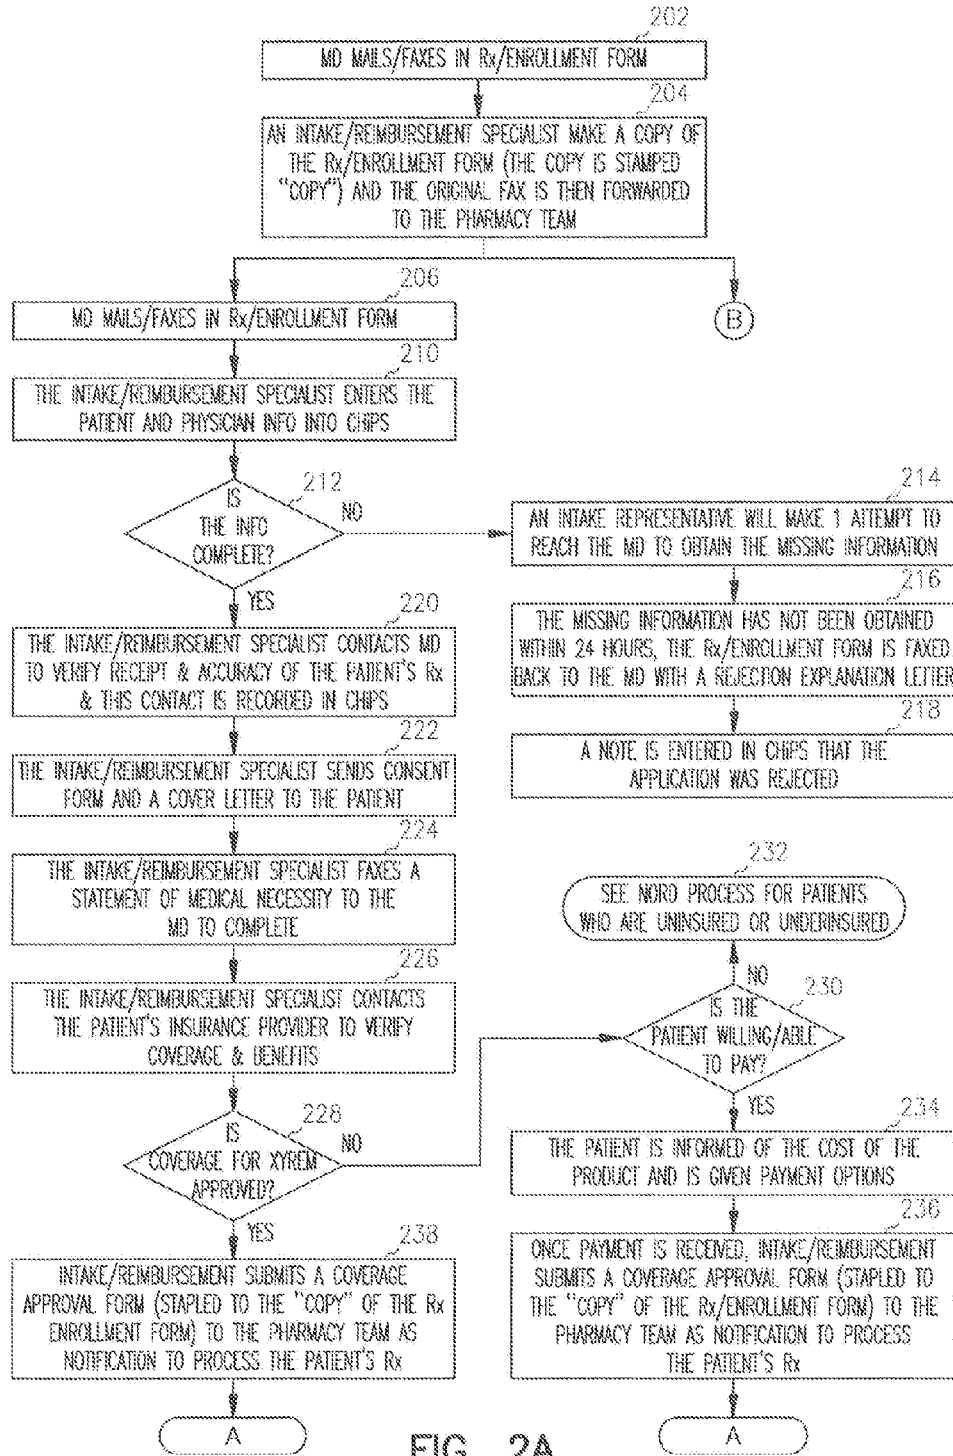 202
MD MAILS/FAXES IN Rx/ENROLLMENT FORM
204
AN INTAKE/REIMBURSEMENT SPECIALIST MAKE A COPY OF
THE Rx/ENROLLMENT FORM (THE COPY IS STAMPED
"COPY") AND THE ORIGINAL FAX IS THEN FORWARDED
TO THE PHARMACY TEAM
206
MD MAILS/FAXES IN Rx/ENROLLMENT FORM
B
210
THE INTAKE/REIMBURSEMENT SPECIALIST ENTERS THE
PATIENT AND PHYSICIAN INFO INTO CHIPS
212
IS
THE INFO
COMPLETE?
NO
YES
214
AN INTAKE REPRESENTATIVE WILL MAKE 1 ATTEMPT TO
REACH THE MD TO OBTAIN THE MISSING INFORMATION
216
THE MISSING INFORMATION HAS NOT BEEN OBTAINED
WITHIN 24 HOURS, THE Rx/ENROLLMENT FORM IS FAXED
BACK TO THE MD WITH A REJECTION EXPLANATION LETTER
218
A NOTE IS ENTERED IN CHIPS THAT THE
APPLICATION WAS REJECTED
220
THE INTAKE/REIMBURSEMENT SPECIALIST CONTACTS MD
TO VERIFY RECEIPT & ACCURACY OF THE PATIENT'S Rx
& THIS CONTACT IS RECORDED IN CHIPS
222
THE INTAKE/REIMBURSEMENT SPECIALIST SENDS CONSENT
FORM AND A COVER LETTER TO THE PATIENT
224
THE INTAKE/REIMBURSEMENT SPECIALIST FAXES A
STATEMENT OF MEDICAL NECESSITY TO THE
MD TO COMPLETE
226
THE INTAKE/REIMBURSEMENT SPECIALIST CONTACTS
THE PATIENT'S INSURANCE PROVIDER TO VERIFY
COVERAGE & BENEFITS
228
IS
COVERAGE FOR XYREM
APPROVED?
NO
YES
232
SEE NORD PROCESS FOR PATIENTS
WHO ARE UNINSURED OR UNDERINSURED
NO
230
IS THE
PATIENT WILLING/ABLE
TO PAY?
YES
234
THE PATIENT IS INFORMED OF THE COST OF THE
PRODUCT AND IS GIVEN PAYMENT OPTIONS
236
ONCE PAYMENT IS RECEIVED, INTAKE/REIMBURSEMENT
SUBMITS A COVERAGE APPROVAL FORM (STAPLED TO
THE "COPY" OF THE Rx/ENROLLMENT FORM) TO THE
PHARMACY TEAM AS NOTIFICATION TO PROCESS
THE PATIENT'S Rx
A
238
INTAKE/REIMBURSEMENT SUBMITS A COVERAGE
APPROVAL FORM (STAPLED TO THE "COPY" OF THE Rx
ENROLLMENT FORM) TO THE PHARMACY TEAM AS
NOTIFICATION TO PROCESS THE PATIENT'S Rx
A
FIG. 2A